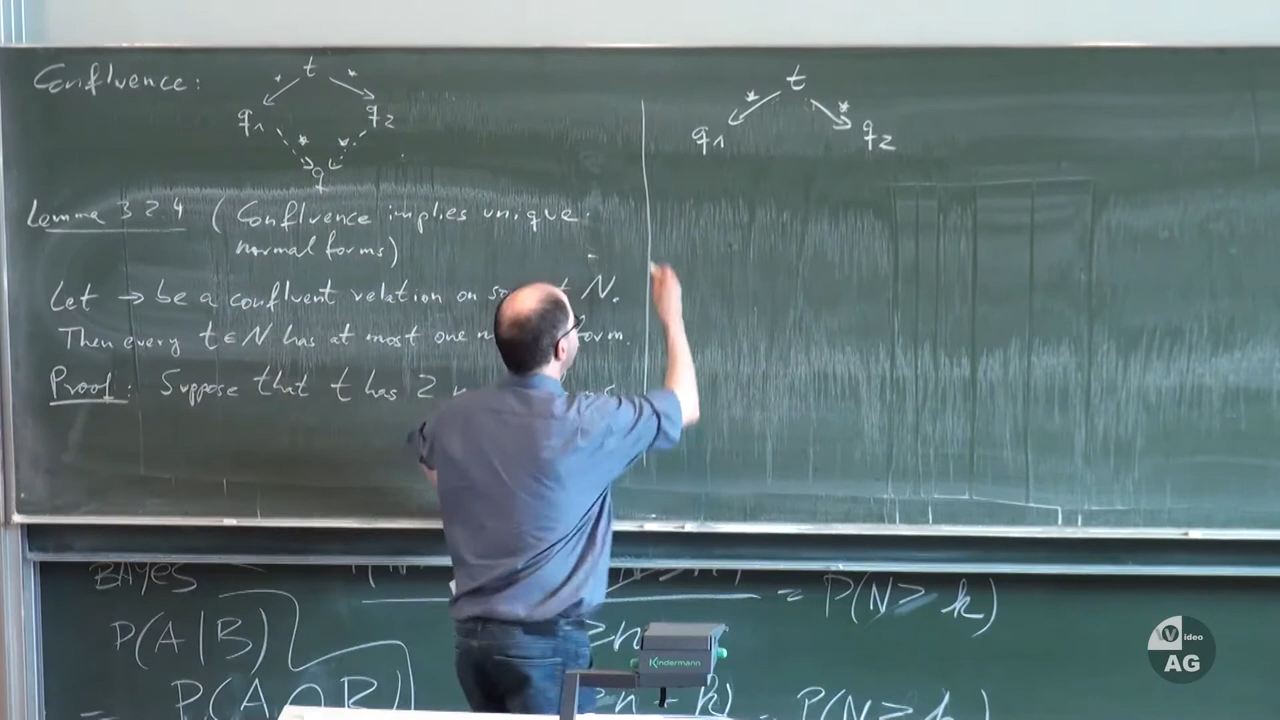 Confluence:
t
* *
q1 q2
* *
q
Lemma 3.2.4 (Confluence implies unique
normal forms)
Let → be a confluent relation on N.
Then every t ∈ N has at most one form.
Proof: Suppose that t has 2
t
* *
q1 q2
BAYES
= P(N ≥ k)
P(A|B)
≥ n
= P(A∩B)
P(N ≥ k)
Kindermann
Video
AG